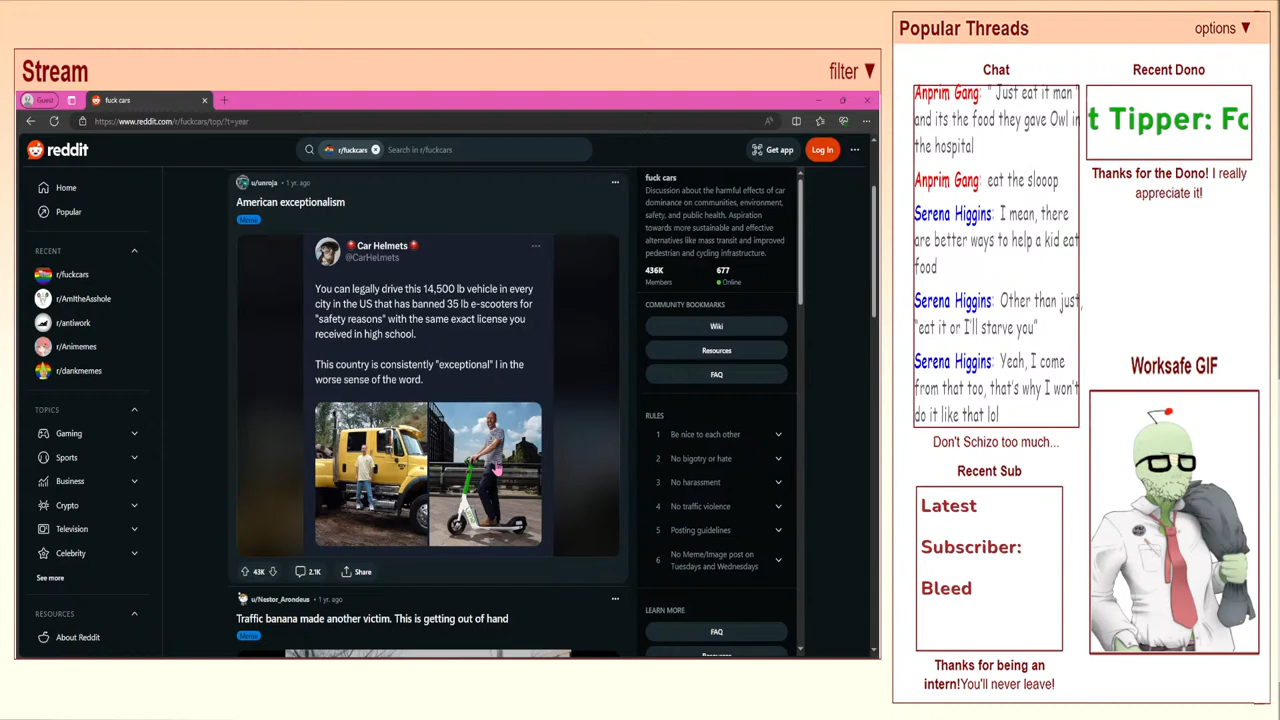 Stream
filter ▼
Guest
fuck cars
https://www.reddit.com/r/fuckcars/top/?t=year
reddit
r/fuckcars
Search in r/fuckcars
Get app
Log In
Home
Popular
RECENT
r/fuckcars
r/AmItheAsshole
r/antiwork
r/Animemes
r/dankmemes
TOPICS
Gaming
Sports
Business
Crypto
Television
Celebrity
See more
RESOURCES
About Reddit
u/unroja • 1 yr. ago
American exceptionalism
Meme
Car Helmets
@CarHelmets
You can legally drive this 14,500 lb vehicle in every
city in the US that has banned 35 lb e-scooters for
"safety reasons" with the same exact license you
received in high school.
This country is consistently "exceptional" I in the
worse sense of the word.
43K
2.1K
Share
u/Nestor_Arondeus • 1 yr. ago
Traffic banana made another victim. This is getting out of hand
Meme
fuck cars
Discussion about the harmful effects of car
dominance on communities, environment,
safety, and public health. Aspiration
towards more sustainable and effective
alternatives like mass transit and improved
pedestrian and cycling infrastructure.
436K
Members
677
Online
COMMUNITY BOOKMARKS
Wiki
Resources
FAQ
RULES
1 Be nice to each other
2 No bigotry or hate
3 No harassment
4 No traffic violence
5 Posting guidelines
6 No Meme/Image post on
Tuesdays and Wednesdays
LEARN MORE
FAQ
Resources
Popular Threads
options ▼
Chat
Anprim Gang: " Just eat it man "
and its the food they gave Owl in
the hospital
Anprim Gang: eat the slooop
Serena Higgins: I mean, there
are better ways to help a kid eat
food
Serena Higgins: Other than just,
"eat it or I'll starve you"
Serena Higgins: Yeah, I come
from that too, that's why I won't
do it like that lol
Don't Schizo too much...
Recent Sub
Latest
Subscriber:
Bleed
Thanks for being an
intern!You'll never leave!
Recent Dono
t Tipper: Fo
Thanks for the Dono! I really
appreciate it!
Worksafe GIF